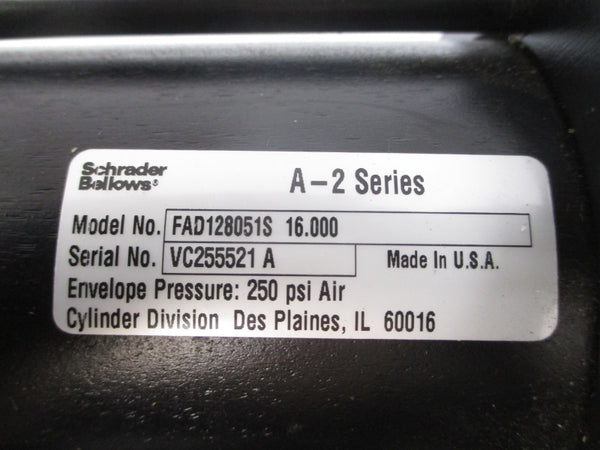 Schrader
Bellows
A-2 Series
Model No. FAD128051S 16.000
Serial No. VC255521 A
Made In U.S.A.
Envelope Pressure: 250 psi Air
Cylinder Division Des Plaines, IL 60016